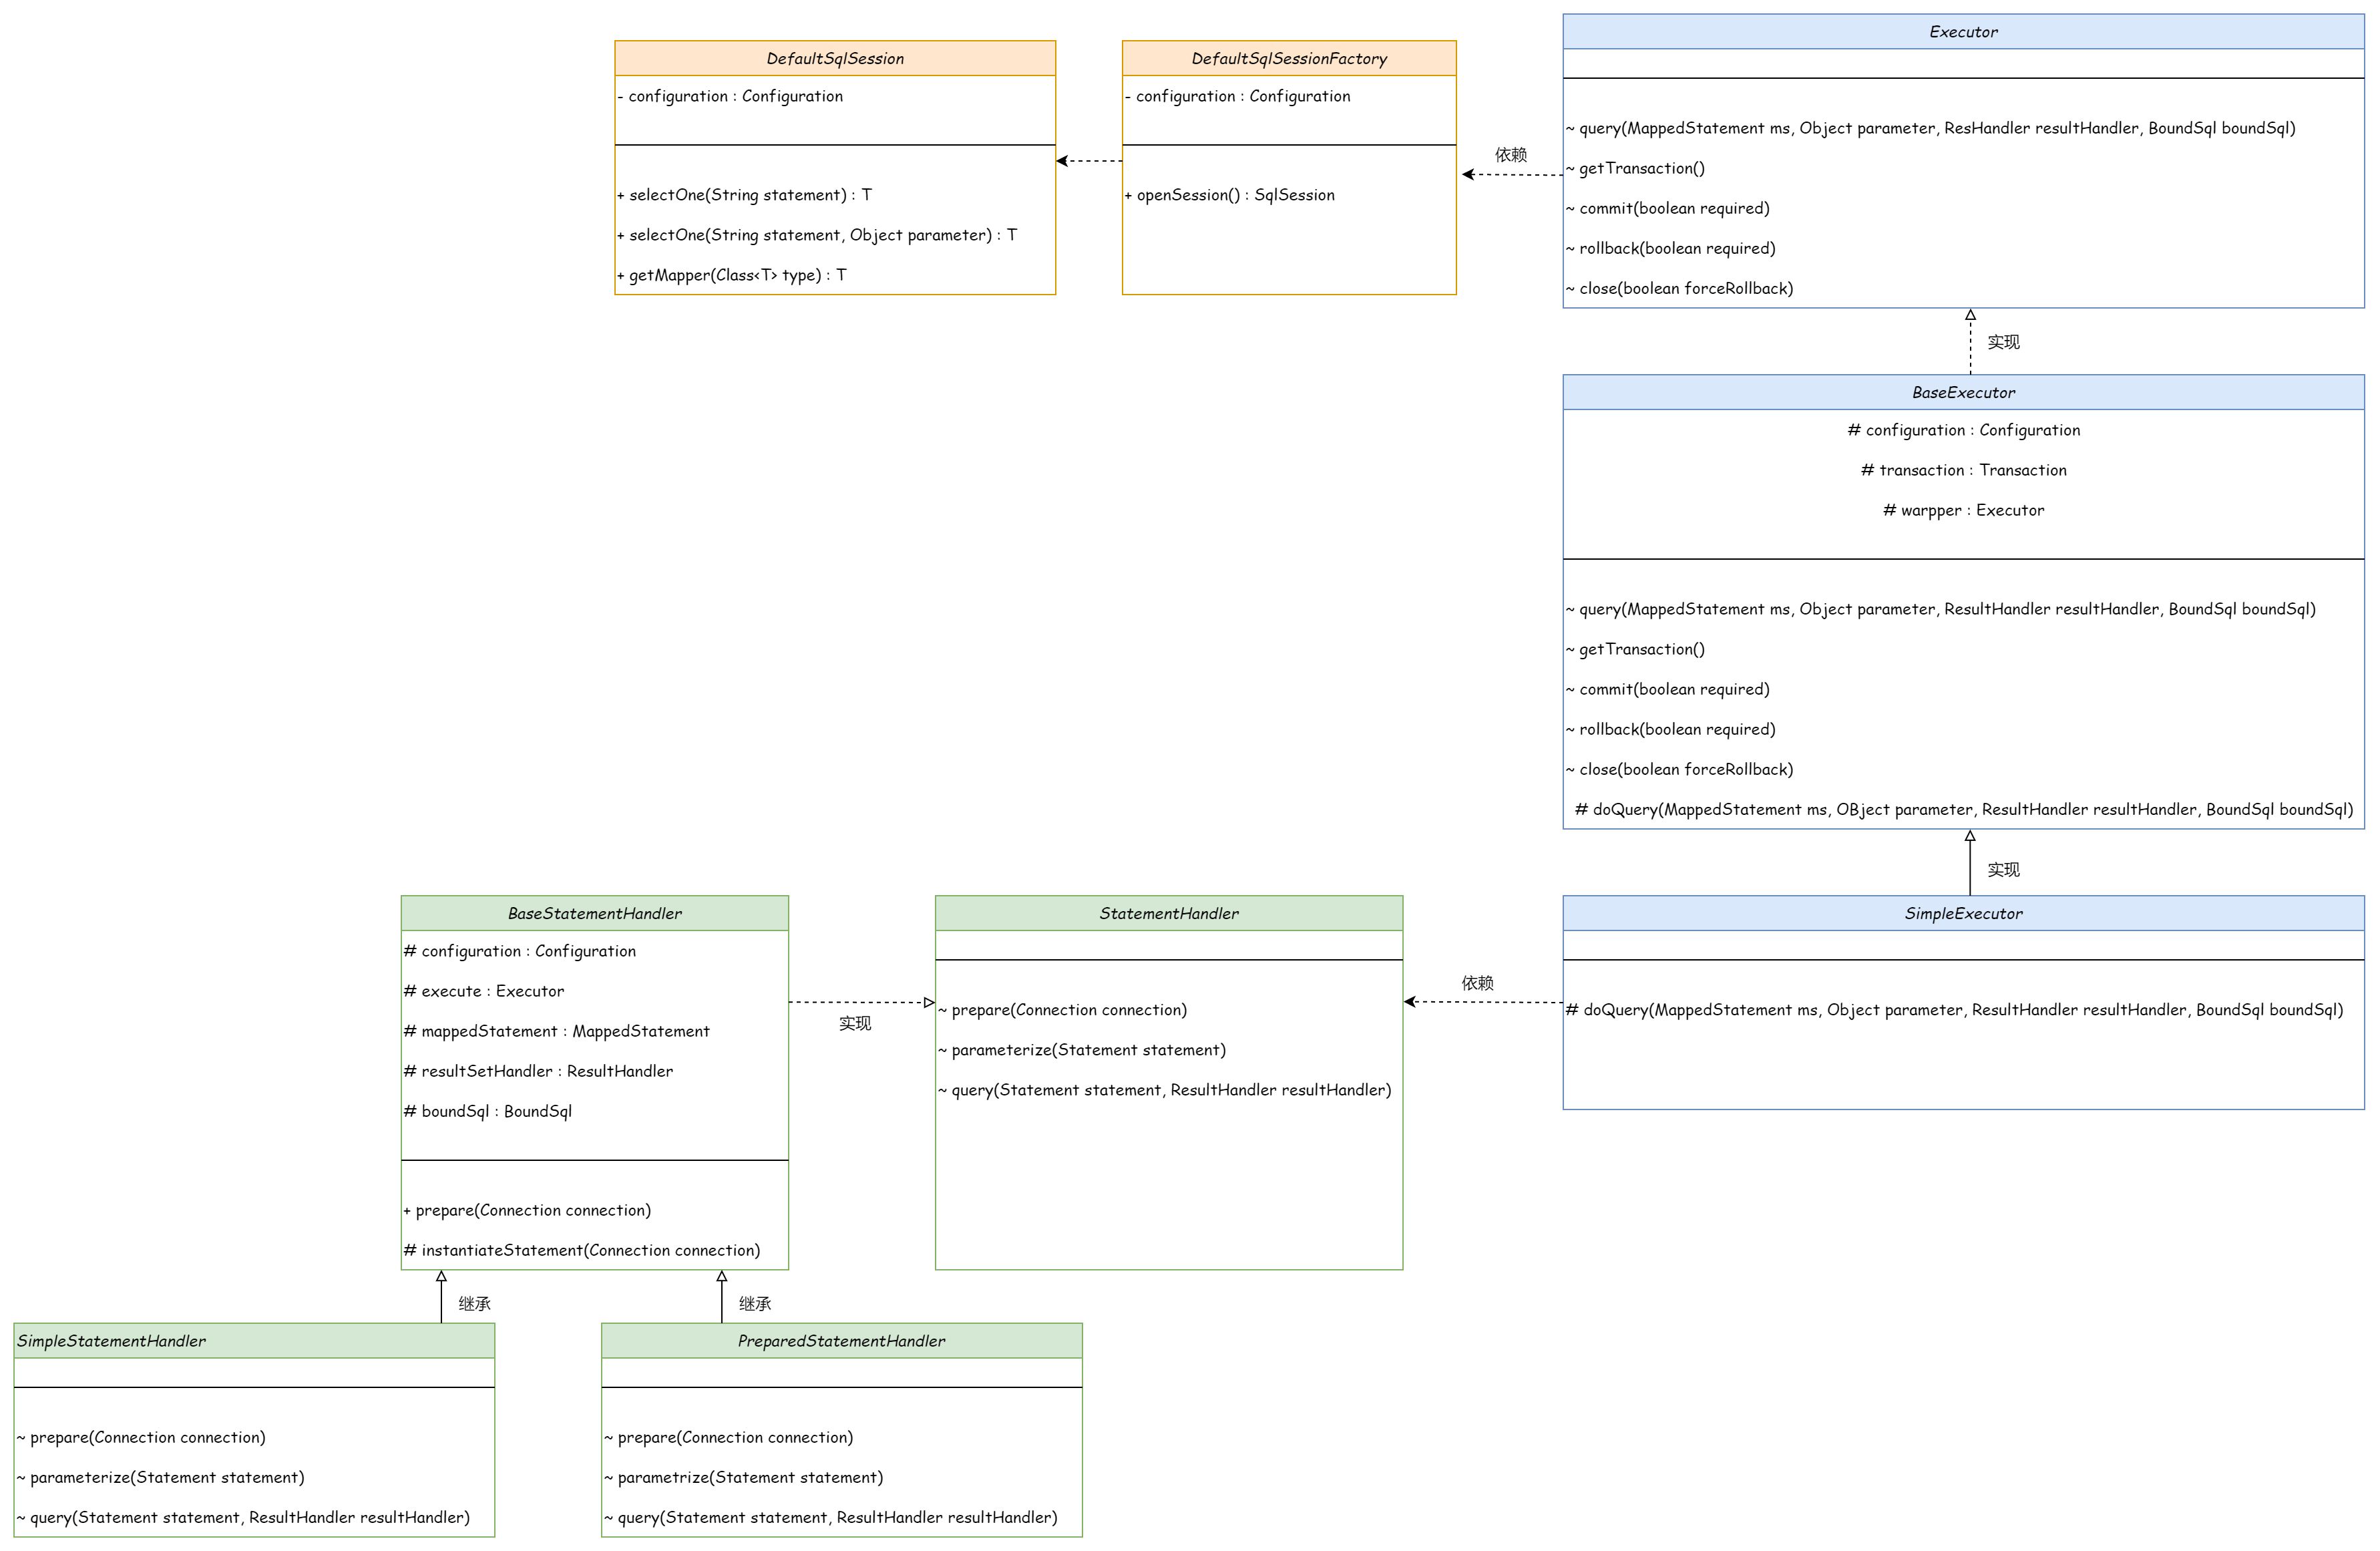 DefaultSqlSession
- configuration : Configuration
+ selectOne(String statement) : T
+ selectOne(String statement, Object parameter) : T
+ getMapper(Class<T> type) : T
DefaultSqlSessionFactory
- configuration : Configuration
+ openSession() : SqlSession
依赖
Executor
~ query(MappedStatement ms, Object parameter, ResHandler resultHandler, BoundSql boundSql)
~ getTransaction()
~ commit(boolean required)
~ rollback(boolean required)
~ close(boolean forceRollback)
实现
BaseExecutor
# configuration : Configuration
# transaction : Transaction
# warpper : Executor
~ query(MappedStatement ms, Object parameter, ResultHandler resultHandler, BoundSql boundSql)
~ getTransaction()
~ commit(boolean required)
~ rollback(boolean required)
~ close(boolean forceRollback)
# doQuery(MappedStatement ms, OBject parameter, ResultHandler resultHandler, BoundSql boundSql)
实现
BaseStatementHandler
# configuration : Configuration
# execute : Executor
# mappedStatement : MappedStatement
# resultSetHandler : ResultHandler
# boundSql : BoundSql
+ prepare(Connection connection)
# instantiateStatement(Connection connection)
实现
StatementHandler
~ prepare(Connection connection)
~ parameterize(Statement statement)
~ query(Statement statement, ResultHandler resultHandler)
依赖
SimpleExecutor
# doQuery(MappedStatement ms, Object parameter, ResultHandler resultHandler, BoundSql boundSql)
继承
继承
SimpleStatementHandler
~ prepare(Connection connection)
~ parameterize(Statement statement)
~ query(Statement statement, ResultHandler resultHandler)
PreparedStatementHandler
~ prepare(Connection connection)
~ parametrize(Statement statement)
~ query(Statement statement, ResultHandler resultHandler)